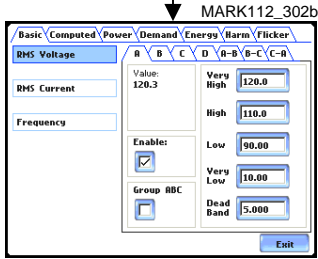 MARK112_302b
Basic Computed Power Demand Energy Harm Flicker
RMS Voltage
RMS Current
Frequency
A B C D A-B B-C C-A
Value:
120.3
Enable:
Group ABC
Very High 120.0
High 110.0
Low 90.00
Very Low 10.00
Dead Band 5.000
Exit